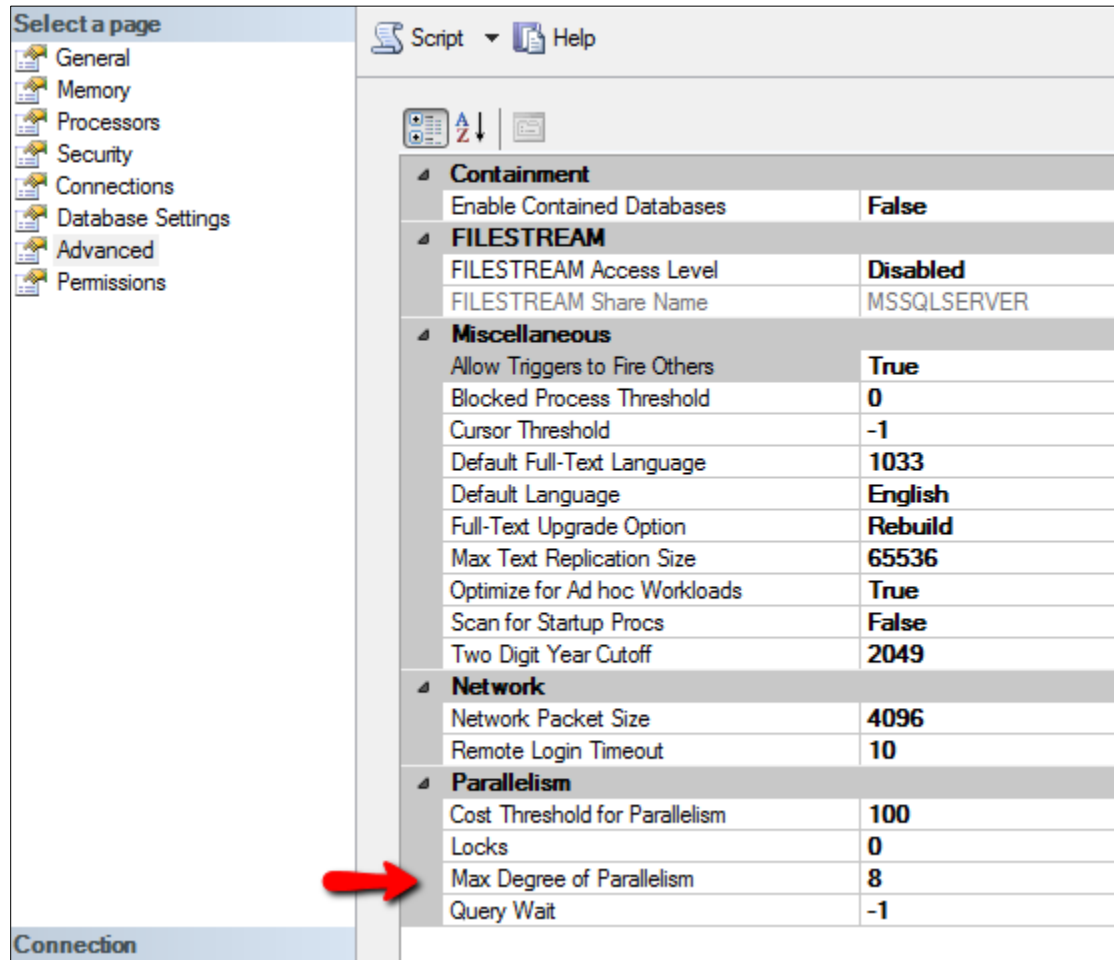 Select a page
General
Memory
Processors
Security
Connections
Database Settings
Advanced
Permissions
Connection
Script Help
Containment
Enable Contained Databases False
FILESTREAM
FILESTREAM Access Level Disabled
FILESTREAM Share Name MSSQLSERVER
Miscellaneous
Allow Triggers to Fire Others True
Blocked Process Threshold 0
Cursor Threshold -1
Default Full-Text Language 1033
Default Language English
Full-Text Upgrade Option Rebuild
Max Text Replication Size 65536
Optimize for Ad hoc Workloads True
Scan for Startup Procs False
Two Digit Year Cutoff 2049
Network
Network Packet Size 4096
Remote Login Timeout 10
Parallelism
Cost Threshold for Parallelism 100
Locks 0
Max Degree of Parallelism 8
Query Wait -1